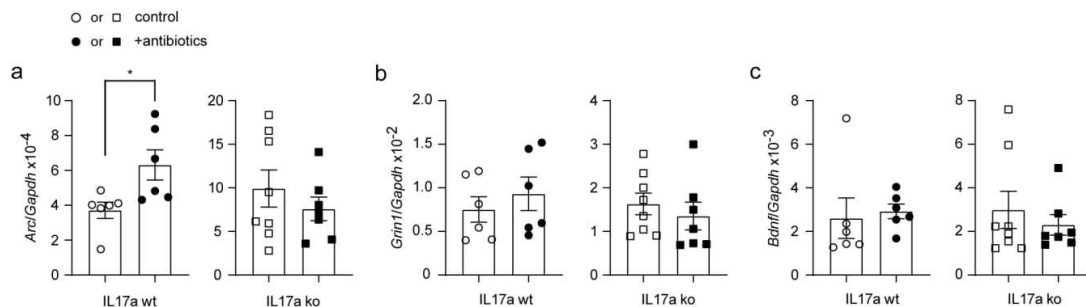 or control
or +antibiotics
a
b
c
*
Arc/Gapdh x10-4
10
8
6
4
2
0
IL17a wt
20
15
10
5
0
IL17a ko
Grin1/Gapdh x10-2
2.0
1.5
1.0
0.5
0.0
IL17a wt
4
3
2
1
0
IL17a ko
Bdnf/Gapdh x10-3
8
6
4
2
0
IL17a wt
8
6
4
2
0
IL17a ko